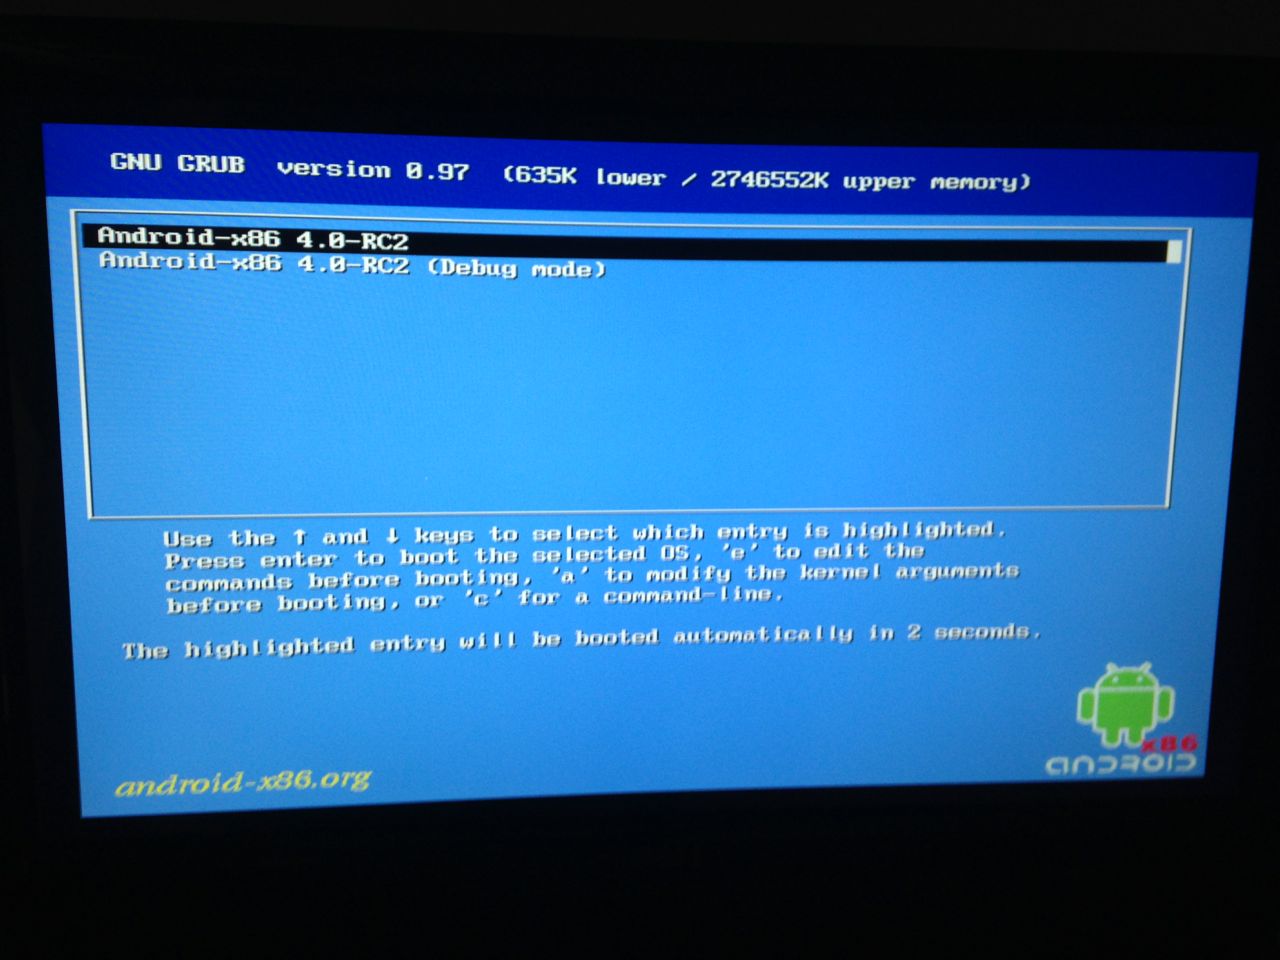 GNU GRUB version 0.97 (635K lower / 2746552K upper memory)
Android-x86 4.0-RC2
Android-x86 4.0-RC2 (Debug mode)
Use the ↑ and ↓ keys to select which entry is highlighted.
Press enter to boot the selected OS, 'e' to edit the
commands before booting, 'a' to modify the kernel arguments
before booting, or 'c' for a command-line.
The highlighted entry will be booted automatically in 2 seconds.
x86
ANDROID
android-x86.org